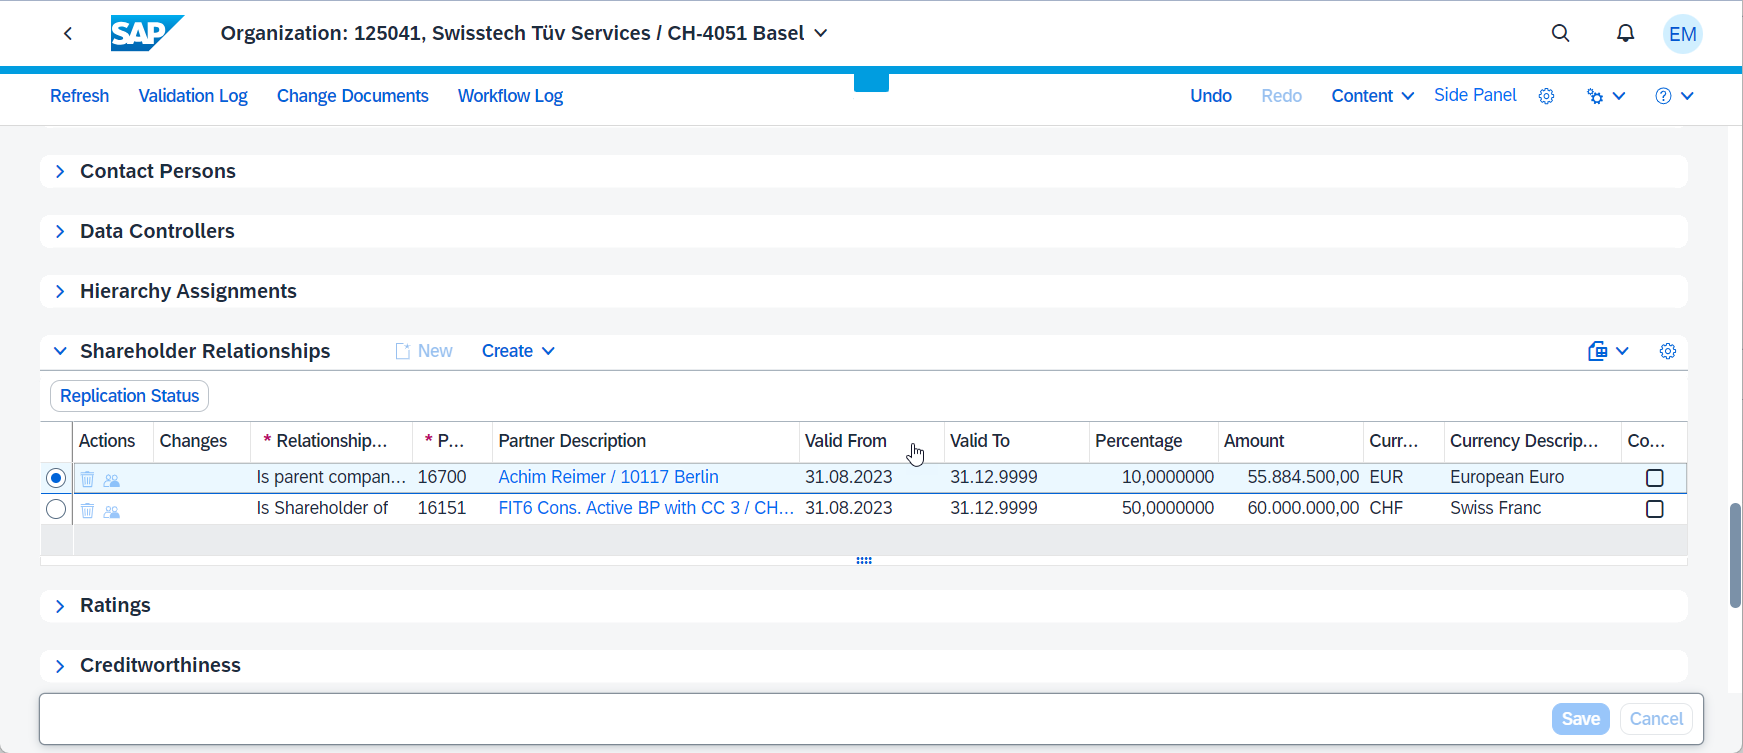 SAP Organization: 125041, Swisstech Tüv Services / CH-4051 Basel EM
Refresh Validation Log Change Documents Workflow Log Undo Redo Content Side Panel
Contact Persons
Data Controllers
Hierarchy Assignments
Shareholder Relationships New Create
Replication Status
Actions Changes * Relationship... * P... Partner Description Valid From Valid To Percentage Amount Curr... Currency Descrip... Co...
Is parent compan... 16700 Achim Reimer / 10117 Berlin 31.08.2023 31.12.9999 10,0000000 55.884.500,00 EUR European Euro
Is Shareholder of 16151 FIT6 Cons. Active BP with CC 3 / CH... 31.08.2023 31.12.9999 50,0000000 60.000.000,00 CHF Swiss Franc
Ratings
Creditworthiness
Save Cancel